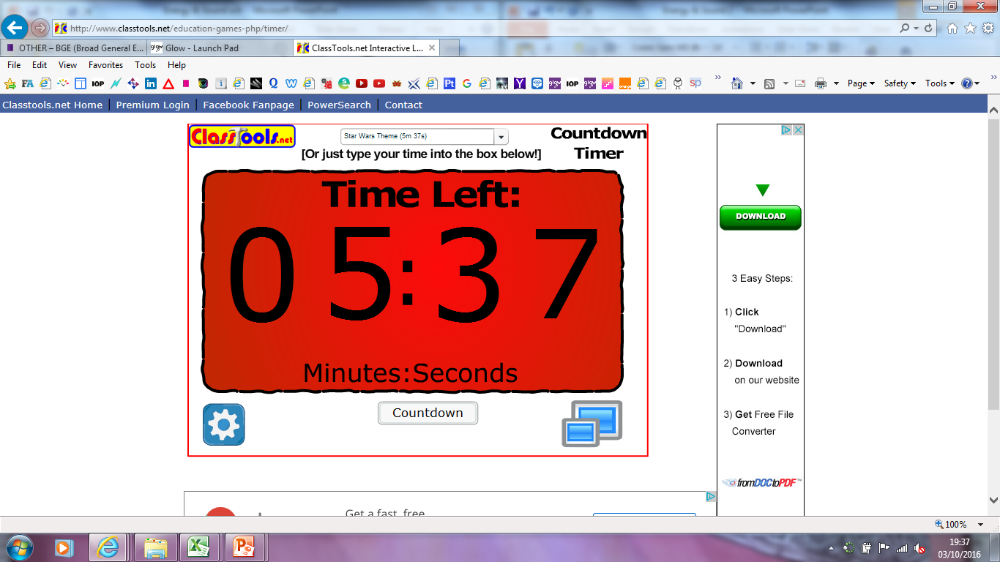 http://www.classtools.net/education-games-php/timer/
OTHER – BGE (Broad General E...
Glow - Launch Pad
ClassTools.net Interactive L...
File Edit View Favorites Tools Help
Page Safety Tools
Classtools.net Home | Premium Login | Facebook Fanpage | PowerSearch | Contact
ClassTools.net
Star Wars Theme (5m 37s)
[Or just type your time into the box below!]
Countdown
Timer
Time Left:
05:37
Minutes:Seconds
Countdown
DOWNLOAD
3 Easy Steps:
1) Click
"Download"
2) Download
on our website
3) Get Free File
Converter
fromDOCtoPDF™
Get a fast, free
100%
19:37
03/10/2016